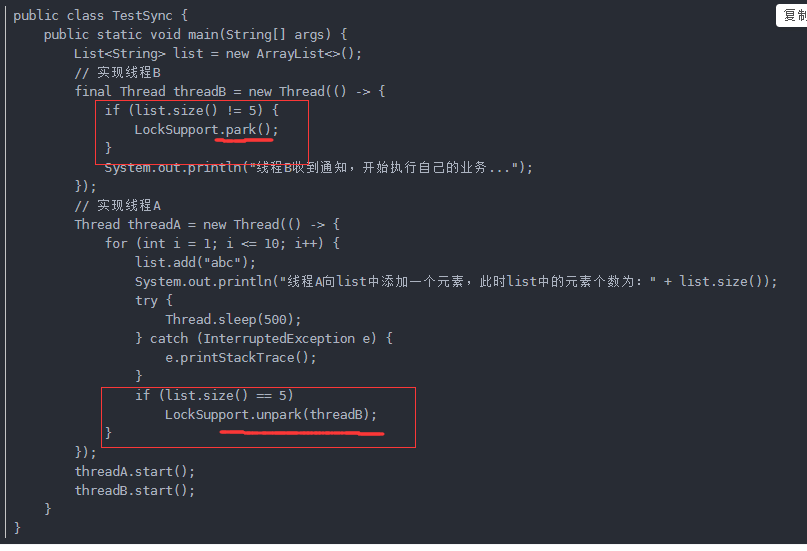 public class TestSync {
复制
    public static void main(String[] args) {
        List<String> list = new ArrayList<>();
        // 实现线程B
        final Thread threadB = new Thread(() -> {
            if (list.size() != 5) {
                LockSupport.park();
            }
            System.out.println("线程B收到通知，开始执行自己的业务...");
        });
        // 实现线程A
        Thread threadA = new Thread(() -> {
            for (int i = 1; i <= 10; i++) {
                list.add("abc");
                System.out.println("线程A向list中添加一个元素，此时list中的元素个数为：" + list.size());
                try {
                    Thread.sleep(500);
                } catch (InterruptedException e) {
                    e.printStackTrace();
                }
                if (list.size() == 5)
                    LockSupport.unpark(threadB);
            }
        });
        threadA.start();
        threadB.start();
    }
}